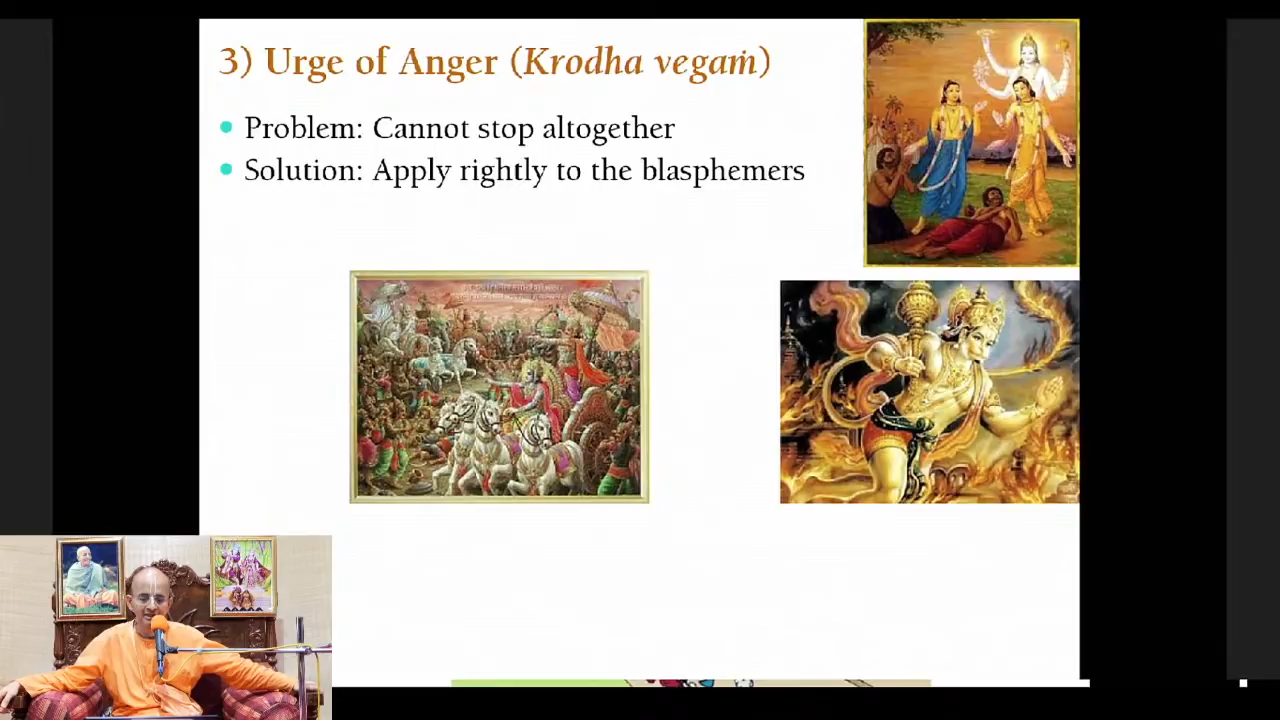 3) Urge of Anger (Krodha vegaṁ)
Problem: Cannot stop altogether
Solution: Apply rightly to the blasphemers